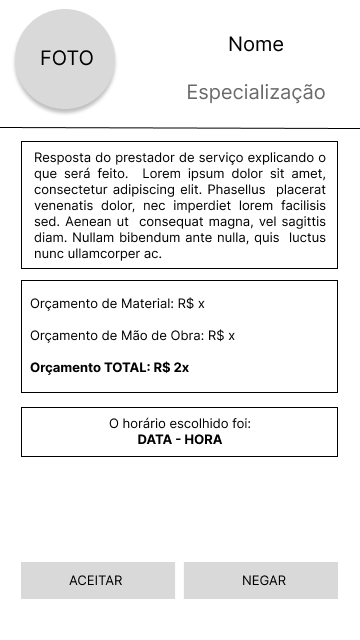 FOTO
Nome
Especialização
Resposta do prestador de serviço explicando o
que será feito. Lorem ipsum dolor sit amet,
consectetur adipiscing elit. Phasellus placerat
venenatis dolor, nec imperdiet lorem facilisis
sed. Aenean ut consequat magna, vel sagittis
diam. Nullam bibendum ante nulla, quis luctus
nunc ullamcorper ac.
Orçamento de Material: R$ x
Orçamento de Mão de Obra: R$ x
Orçamento TOTAL: R$ 2x
O horário escolhido foi:
DATA - HORA
ACEITAR
NEGAR